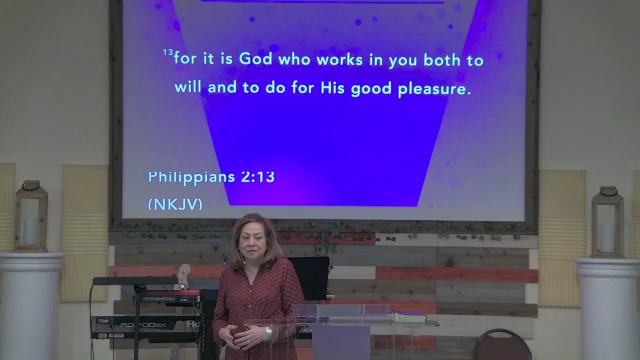 ¹³for it is God who works in you both to
will and to do for His good pleasure.
Philippians 2:13
(NKJV)